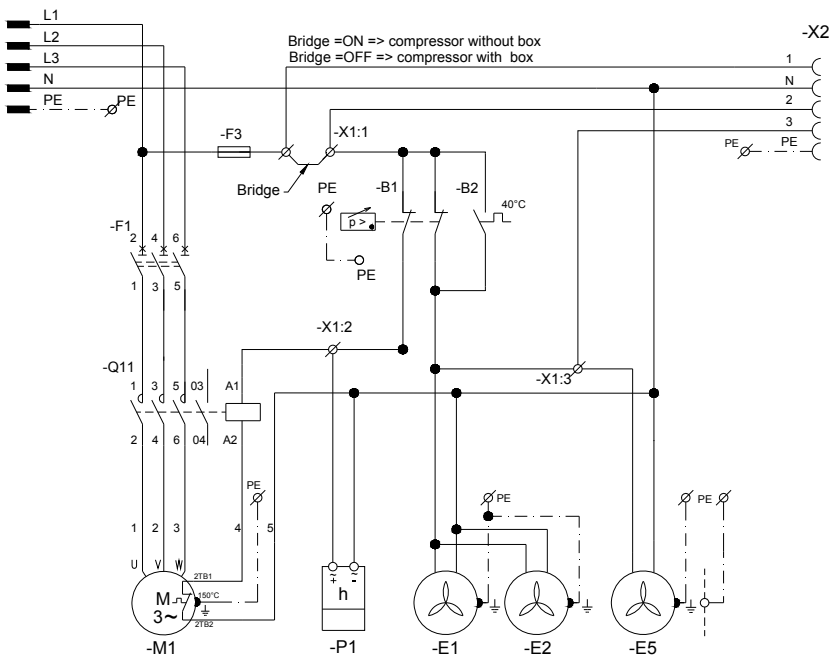 L1
L2
L3
N
PE
PE
Bridge =ON => compressor without box
Bridge =OFF => compressor with box
-X2
1
N
2
3
PE
PE
-F3
-X1:1
Bridge
PE
-B1
-B2
40°C
p >
PE
-F1
2 4 6
1 3 5
-X1:2
-Q11
1 3 5 03 A1
2 4 6 04 A2
-X1:3
PE
PE
PE
1 2 3 4 5
U V W
2TB1
M
3~
150°C
2TB2
~ ~
+ -
h
-M1
-P1
-E1
-E2
-E5